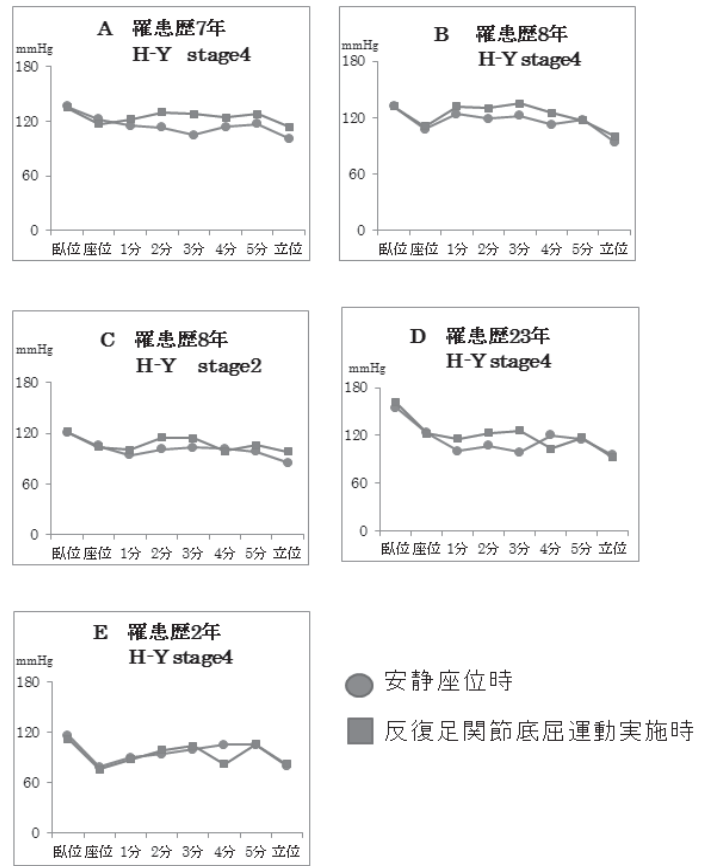 A 罹患歴7年
H-Y stage4
mmHg
180
120
60
0
臥位 座位 1分 2分 3分 4分 5分 立位
B 罹患歴8年
H-Y stage4
mmHg
180
120
60
0
臥位 座位 1分 2分 3分 4分 5分 立位
C 罹患歴8年
H-Y stage2
mmHg
180
120
60
0
臥位 座位 1分 2分 3分 4分 5分 立位
D 罹患歴23年
H-Y stage4
mmHg
180
120
60
0
臥位 座位 1分 2分 3分 4分 5分 立位
E 罹患歴2年
H-Y stage4
mmHg
180
120
60
0
臥位 座位 1分 2分 3分 4分 5分 立位
安静座位時
反復足関節底屈運動実施時